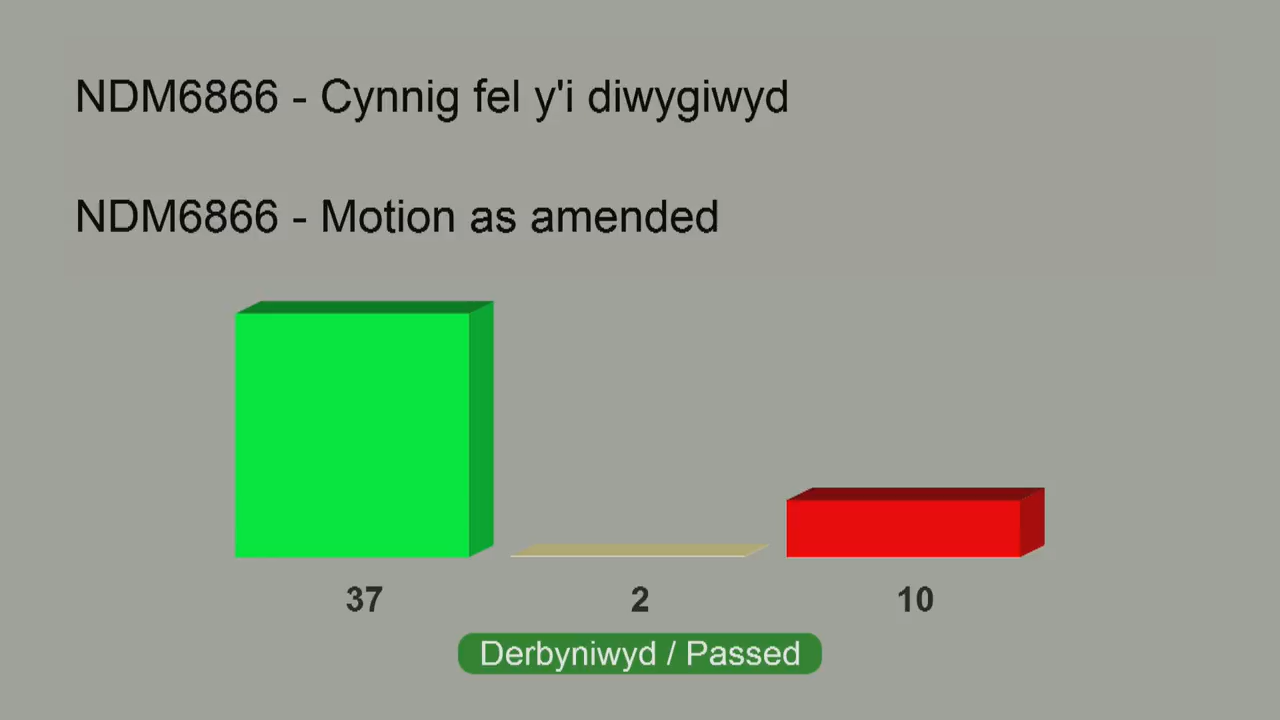 NDM6866 - Cynnig fel y'i diwygiwyd
NDM6866 - Motion as amended
37 2 10
Derbyniwyd / Passed